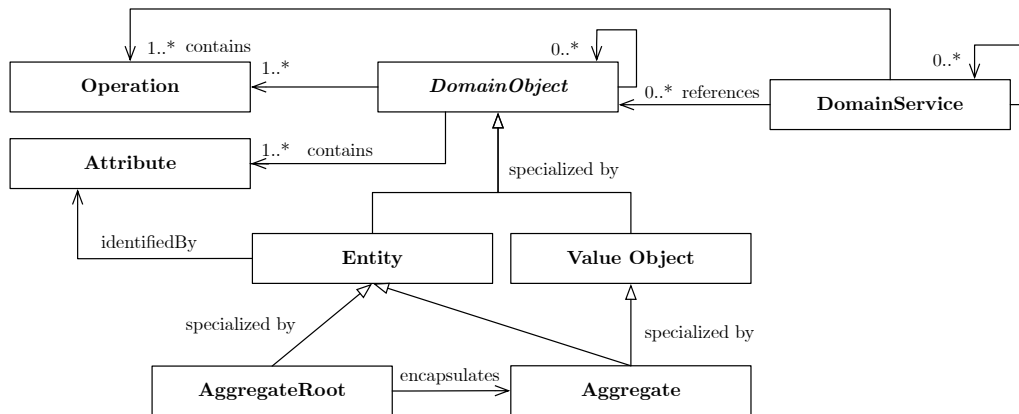 1..* contains
0..*
0..*
Operation
1..*
DomainObject
0..* references
DomainService
Attribute
1..* contains
specialized by
identifiedBy
Entity
Value Object
specialized by
specialized by
AggregateRoot
encapsulates
Aggregate